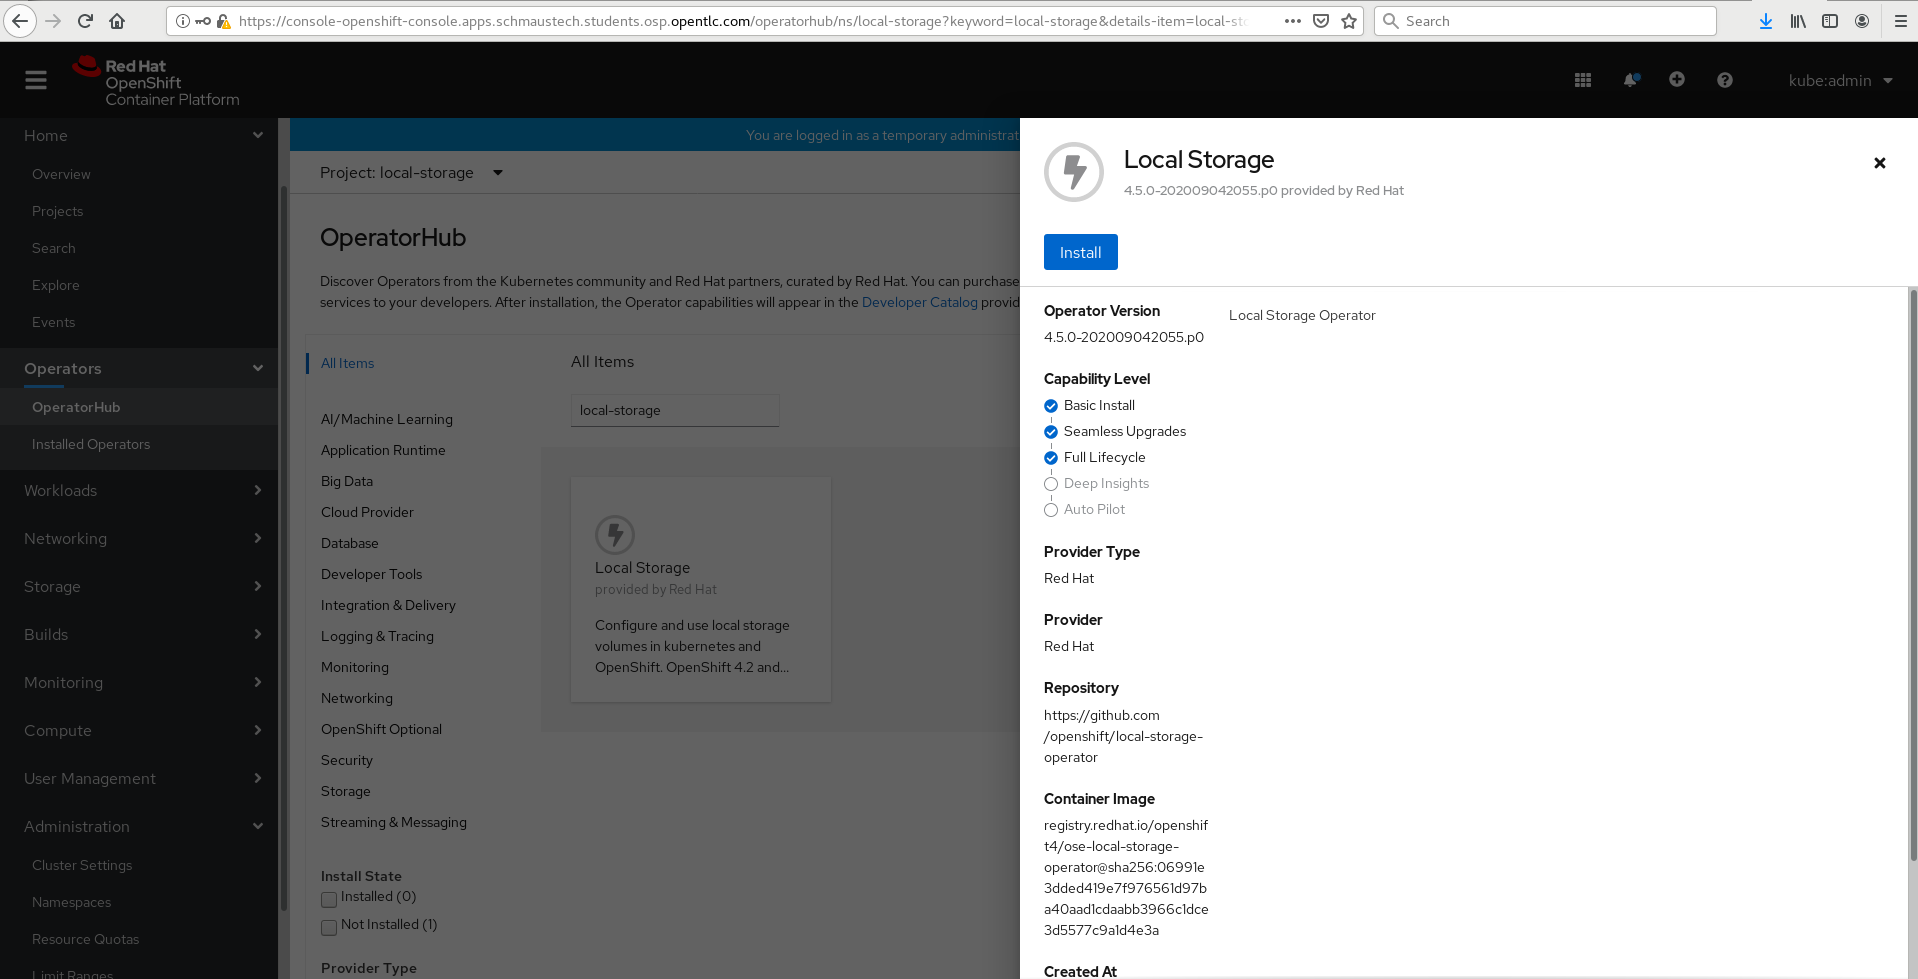 https://console-openshift-console.apps.schmaustech.students.osp.opentlc.com/operatorhub/ns/local-storage?keyword=local-storage&details-item=local-st
Search
Red Hat
OpenShift
Container Platform
kube:admin
Home
Overview
Projects
Search
Explore
Events
Operators
OperatorHub
Installed Operators
Workloads
Networking
Storage
Builds
Monitoring
Compute
User Management
Administration
Cluster Settings
Namespaces
Resource Quotas
Limit Ranges
You are logged in as a temporary administrat
Project: local-storage
OperatorHub
Discover Operators from the Kubernetes community and Red Hat partners, curated by Red Hat. You can purchase
services to your developers. After installation, the Operator capabilities will appear in the Developer Catalog provid
All Items
AI/Machine Learning
Application Runtime
Big Data
Cloud Provider
Database
Developer Tools
Integration & Delivery
Logging & Tracing
Monitoring
Networking
OpenShift Optional
Security
Storage
Streaming & Messaging
Install State
Installed (0)
Not Installed (1)
Provider Type
All Items
local-storage
Local Storage
provided by Red Hat
Configure and use local storage
volumes in kubernetes and
OpenShift. OpenShift 4.2 and...
Local Storage
4.5.0-202009042055.p0 provided by Red Hat
Install
Operator Version
4.5.0-202009042055.p0
Capability Level
Basic Install
Seamless Upgrades
Full Lifecycle
Deep Insights
Auto Pilot
Provider Type
Red Hat
Provider
Red Hat
Repository
https://github.com
/openshift/local-storage-
operator
Container Image
registry.redhat.io/openshif
t4/ose-local-storage-
operator@sha256:06991e
3dded419e7f976561d97b
a40aad1cdaabb3966c1dce
3d5577c9a1d4e3a
Created At
Local Storage Operator